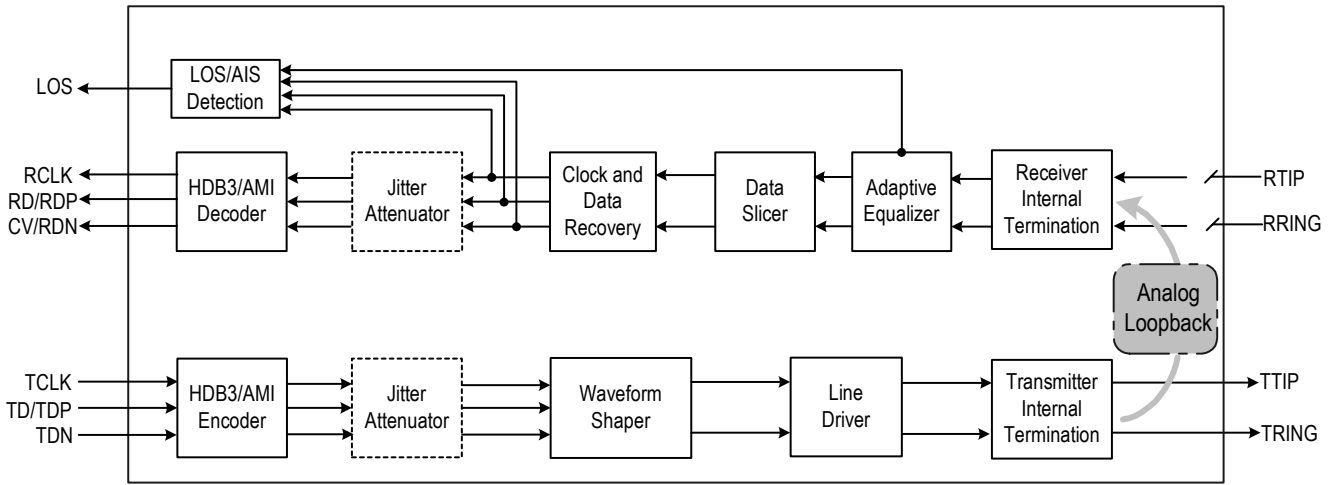 LOS
LOS/AIS
Detection
RCLK
RD/RDP
CV/RDN
HDB3/AMI
Decoder
Jitter
Attenuator
Clock and
Data
Recovery
Data
Slicer
Adaptive
Equalizer
Receiver
Internal
Termination
RTIP
RRING
Analog
Loopback
TCLK
TD/TDP
TDN
HDB3/AMI
Encoder
Jitter
Attenuator
Waveform
Shaper
Line
Driver
Transmitter
Internal
Termination
TTIP
TRING